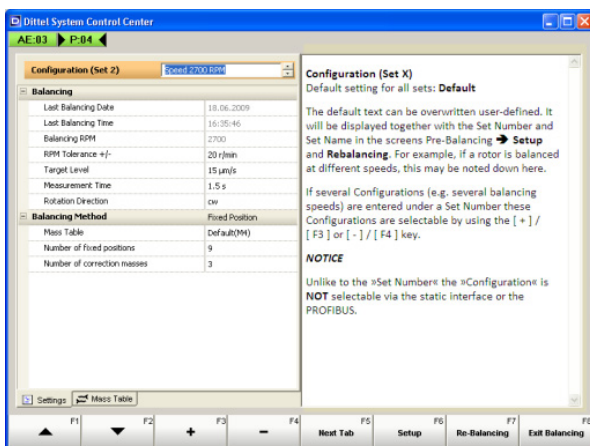 Dittel System Control Center
AE:03 P:04
Configuration (Set 2) Speed 2700 RPM
Balancing
Last Balancing Date 18.06.2009
Last Balancing Time 16:35:46
Balancing RPM 2700
RPM Tolerance +/- 20 r/min
Target Level 15 µm/s
Measurement Time 1.5 s
Rotation Direction cw
Balancing Method Fixed Position
Mass Table Default(M4)
Number of fixed positions 9
Number of correction masses 3
Settings Mass Table
Configuration (Set X)
Default setting for all sets: Default
The default text can be overwritten user-defined. It
will be displayed together with the Set Number and
Set Name in the screens Pre-Balancing ➔ Setup
and Rebalancing. For example, if a rotor is balanced
at different speeds, this may be noted down here.
If several Configurations (e.g. several balancing
speeds) are entered under a Set Number these
Configurations are selectable by using the [ + ] /
[ F3 ] or [ - ] / [ F4 ] key.
NOTICE
Unlike to the »Set Number« the »Configuration« is
NOT selectable via the static interface or the
PROFIBUS.
F1 F2 F3 F4 F5 F6 F7 F8
+ - Next Tab Setup Re-Balancing Exit Balancing